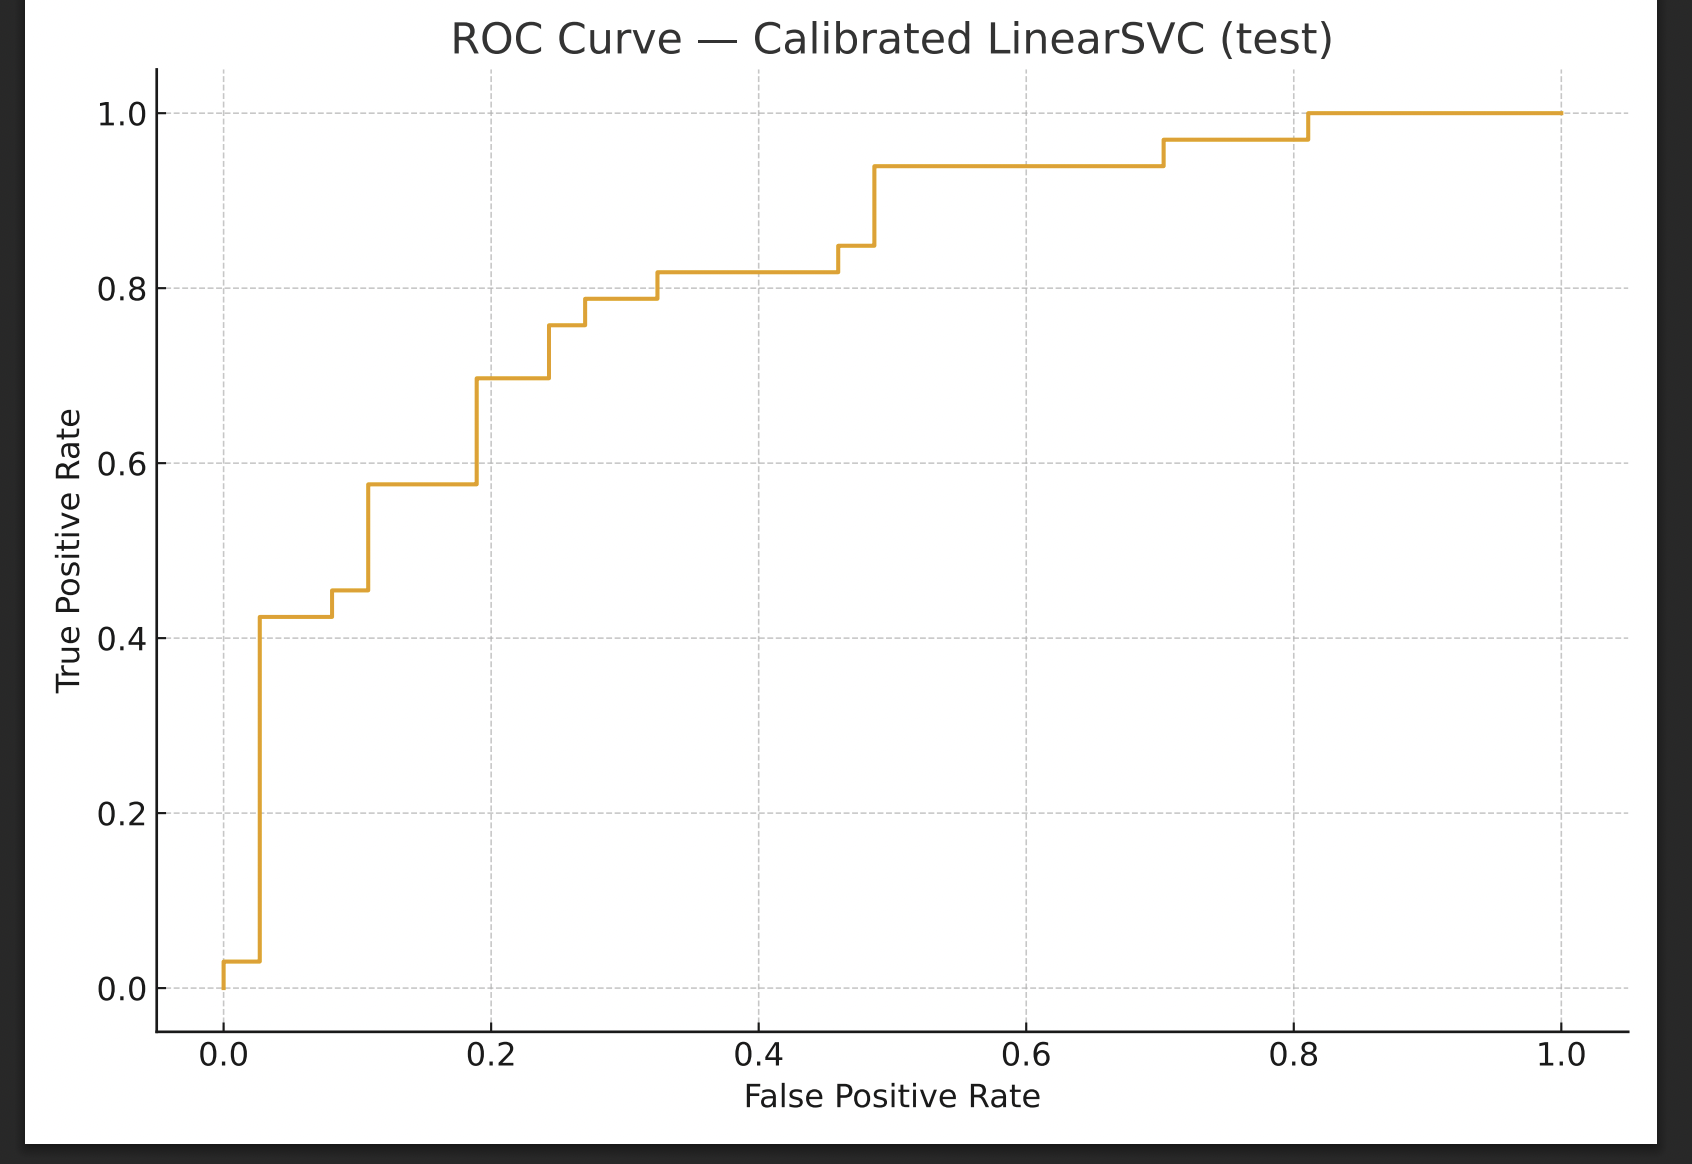 ROC Curve — Calibrated LinearSVC (test)
1.0
0.8
0.6
0.4
0.2
0.0
True Positive Rate
0.0 0.2 0.4 0.6 0.8 1.0
False Positive Rate